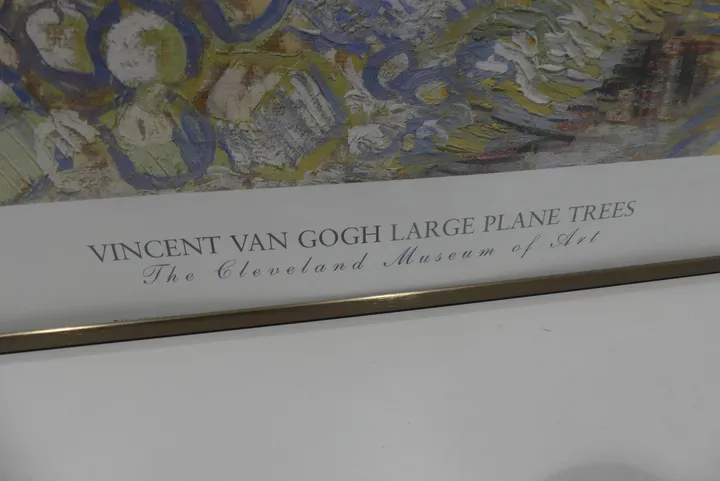 VINCENT VAN GOGH LARGE PLANE TREES
The Cleveland Museum of Art